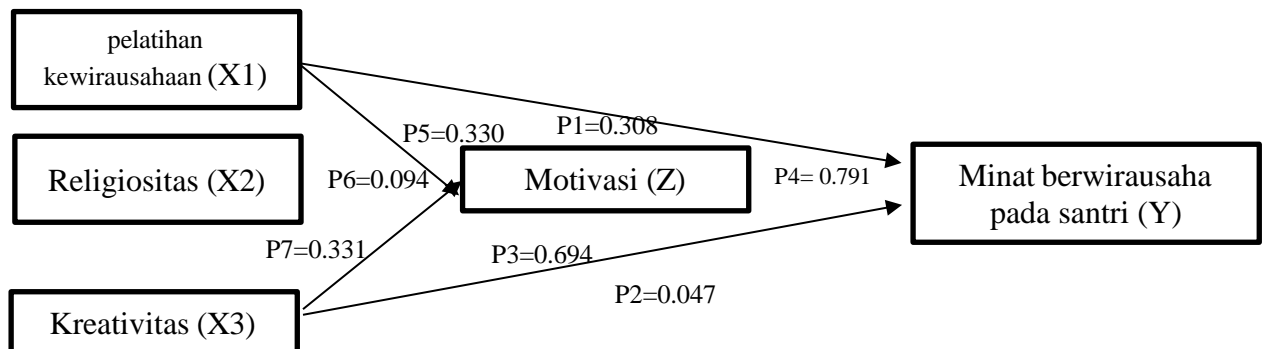 pelatihan
kewirausahaan (X1)
P1=0.308
P5=0.330
Religiositas (X2)
P6=0.094
Motivasi (Z)
P4= 0.791
Minat berwirausaha
pada santri (Y)
P7=0.331
P3=0.694
P2=0.047
Kreativitas (X3)